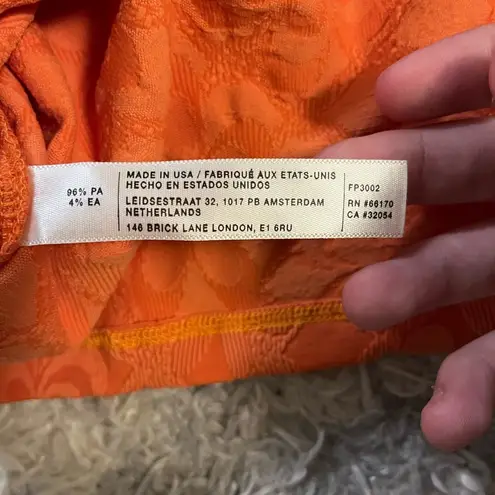 96% PA
4% EA
MADE IN USA / FABRIQUÉ AUX ETATS-UNIS
HECHO EN ESTADOS UNIDOS
LEIDSESTRAAT 32, 1017 PB AMSTERDAM
NETHERLANDS
146 BRICK LANE LONDON, E1 6RU
FP3002
RN #66170
CA #32054